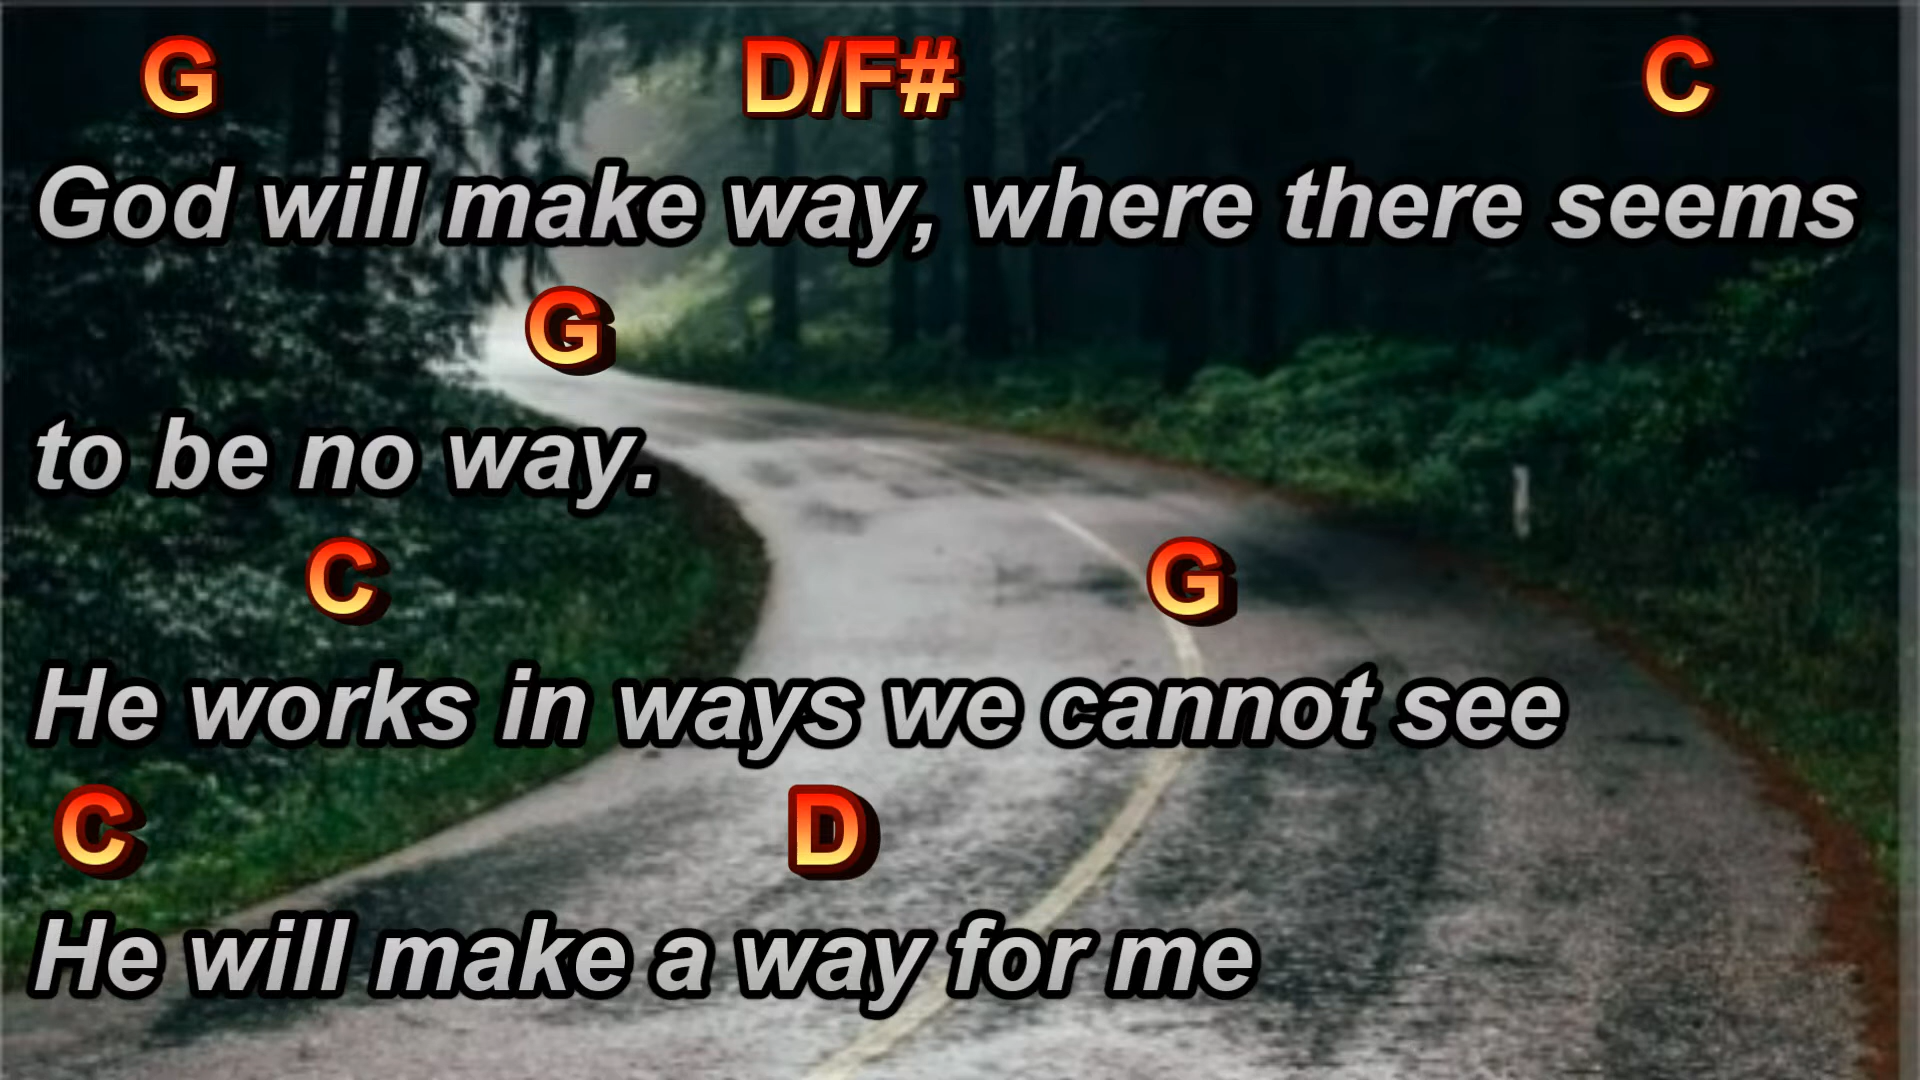 G D/F# C
God will make way, where there seems
G
to be no way.
C G
He works in ways we cannot see
C D
He will make a way for me